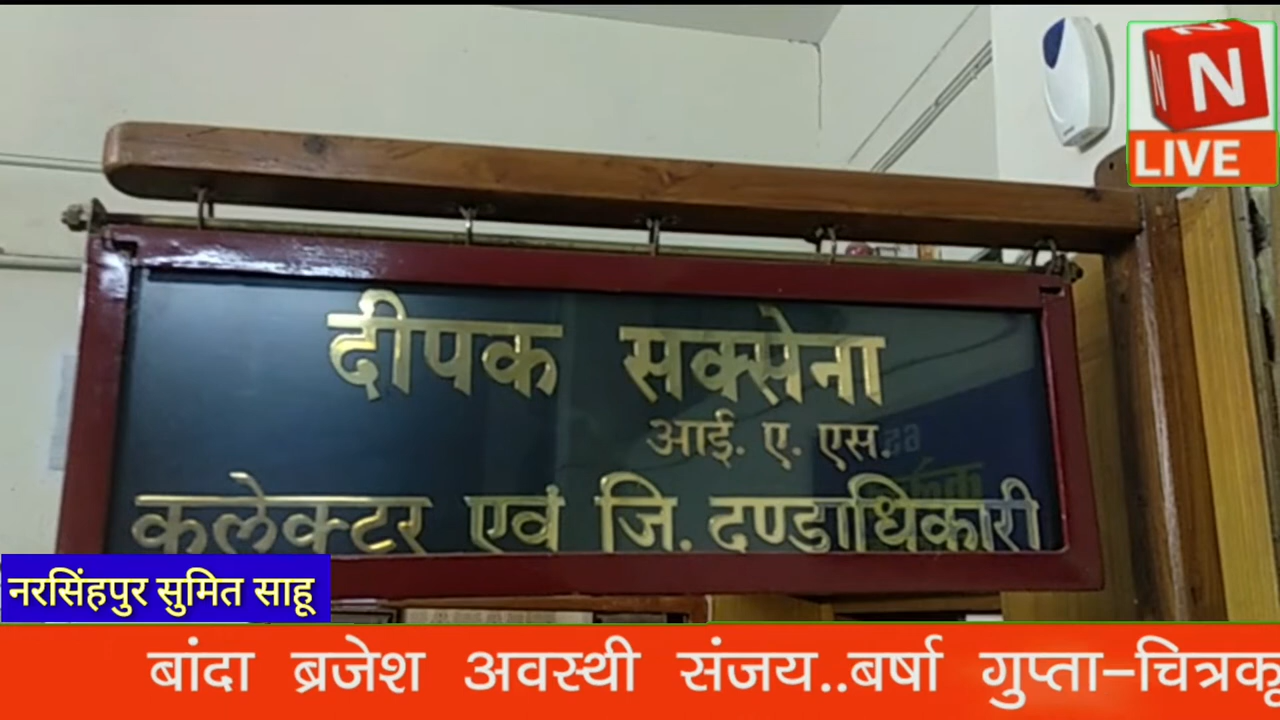 N N N
LIVE
दीपक सक्सेना
आई. ए. एस.
कलेक्टर एवं जि. दण्डाधिकारी
नरसिंहपुर सुमित साहू
बांदा ब्रजेश अवस्थी संजय..बर्षा गुप्ता-चित्रकू